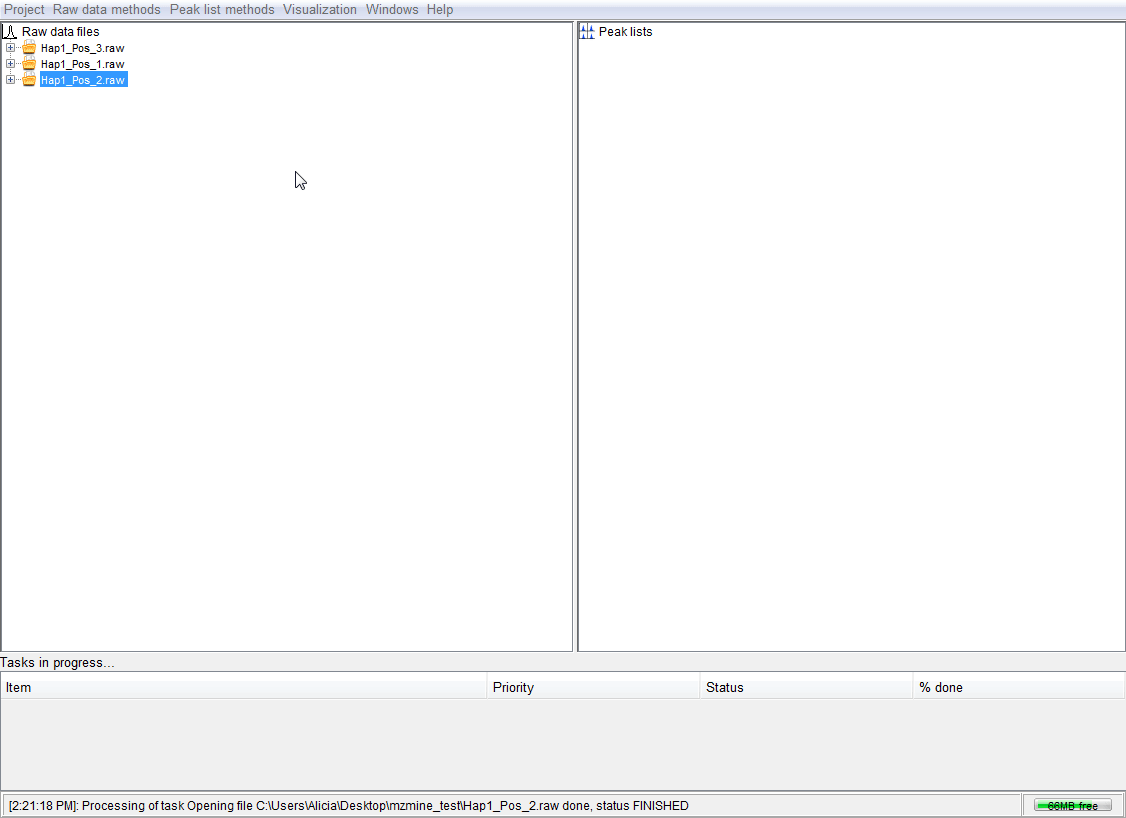 Project Raw data methods Peak list methods Visualization Windows Help
Raw data files
Hap1_Pos_3.raw
Hap1_Pos_1.raw
Hap1_Pos_2.raw
Peak lists
Tasks in progress...
Item Priority Status % done
[2:21:18 PM]: Processing of task Opening file C:\Users\Alicia\Desktop\mzmine_test\Hap1_Pos_2.raw done, status FINISHED
66MB free